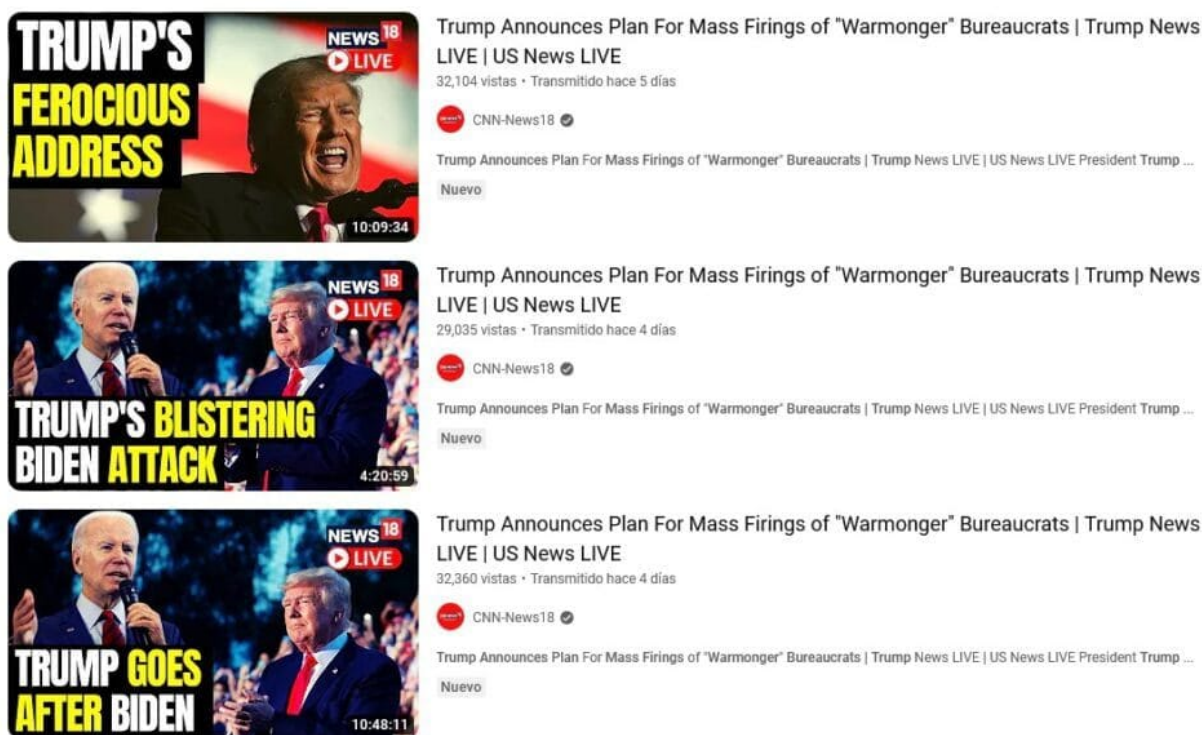 TRUMP'S
FEROCIOUS
ADDRESS
NEWS 18
LIVE
10:09:34
Trump Announces Plan For Mass Firings of "Warmonger" Bureaucrats | Trump News
LIVE | US News LIVE
32,104 vistas • Transmitido hace 5 días
CNN-News18
Trump Announces Plan For Mass Firings of "Warmonger" Bureaucrats | Trump News LIVE | US News LIVE President Trump ...
Nuevo
NEWS 18
LIVE
TRUMP'S BLISTERING
BIDEN ATTACK
4:20:59
Trump Announces Plan For Mass Firings of "Warmonger" Bureaucrats | Trump News
LIVE | US News LIVE
29,035 vistas • Transmitido hace 4 días
CNN-News18
Trump Announces Plan For Mass Firings of "Warmonger" Bureaucrats | Trump News LIVE | US News LIVE President Trump ...
Nuevo
NEWS 18
LIVE
TRUMP GOES
AFTER BIDEN
10:48:11
Trump Announces Plan For Mass Firings of "Warmonger" Bureaucrats | Trump News
LIVE | US News LIVE
32,360 vistas • Transmitido hace 4 días
CNN-News18
Trump Announces Plan For Mass Firings of "Warmonger" Bureaucrats | Trump News LIVE | US News LIVE President Trump ...
Nuevo